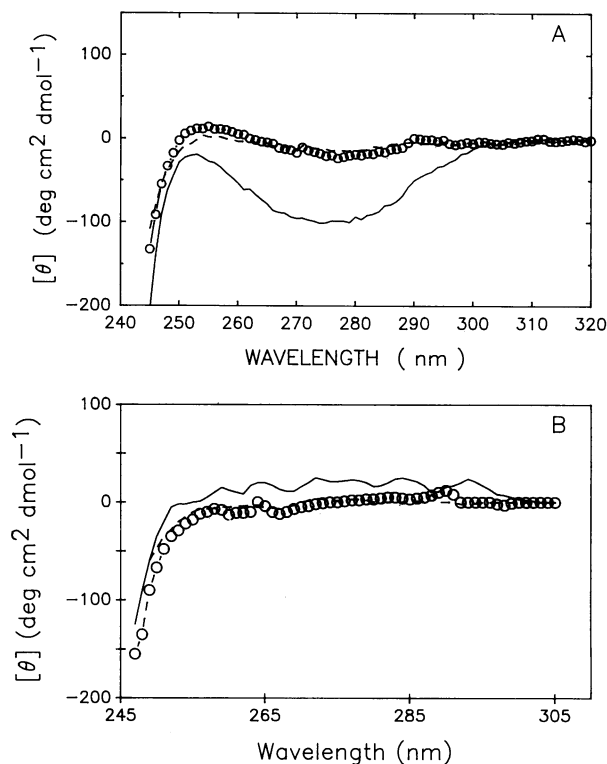 A
100
0
-100
-200
[θ] (deg cm² dmol⁻¹)
240 250 260 270 280 290 300 310 320
WAVELENGTH ( nm )
B
100
0
-100
-200
[θ] (deg cm² dmol⁻¹)
245 265 285 305
Wavelength (nm)